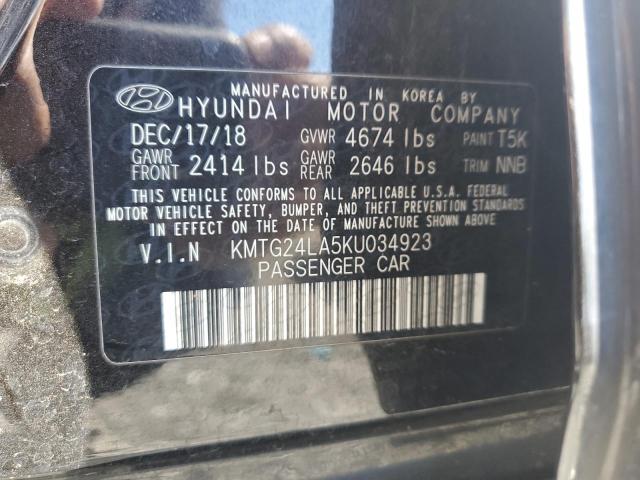 MANUFACTURED IN KOREA BY
HYUNDAI MOTOR COMPANY
DEC/17/18 GVWR 4674 lbs PAINT T5K
GAWR FRONT 2414 lbs GAWR REAR 2646 lbs TRIM NNB
THIS VEHICLE CONFORMS TO ALL APPLICABLE U.S.A. FEDERAL
MOTOR VEHICLE SAFETY, BUMPER, AND THEFT PREVENTION STANDARDS
IN EFFECT ON THE DATE OF MANUFACTURE SHOWN ABOVE.
V.I.N KMTG24LA5KU034923
PASSENGER CAR